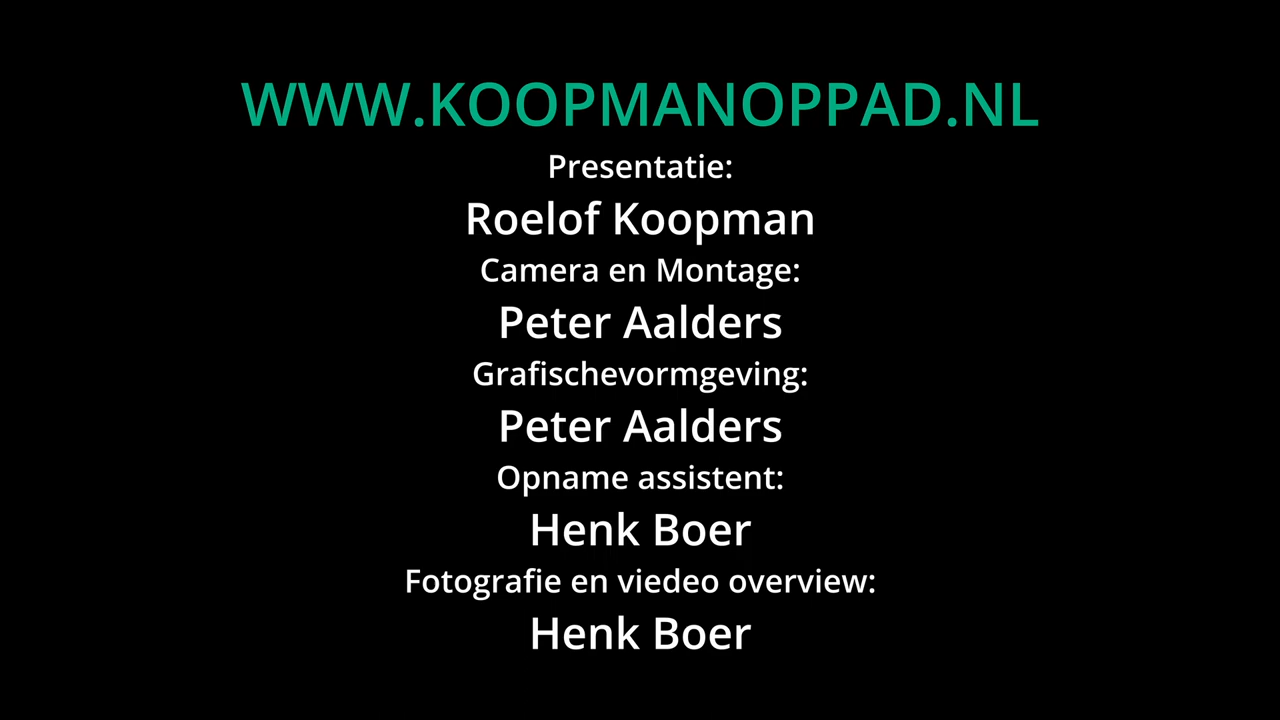 WWW.KOOPMANOPPAD.NL
Presentatie:
Roelof Koopman
Camera en Montage:
Peter Aalders
Grafischevormgeving:
Peter Aalders
Opname assistent:
Henk Boer
Fotografie en viedeo overview:
Henk Boer